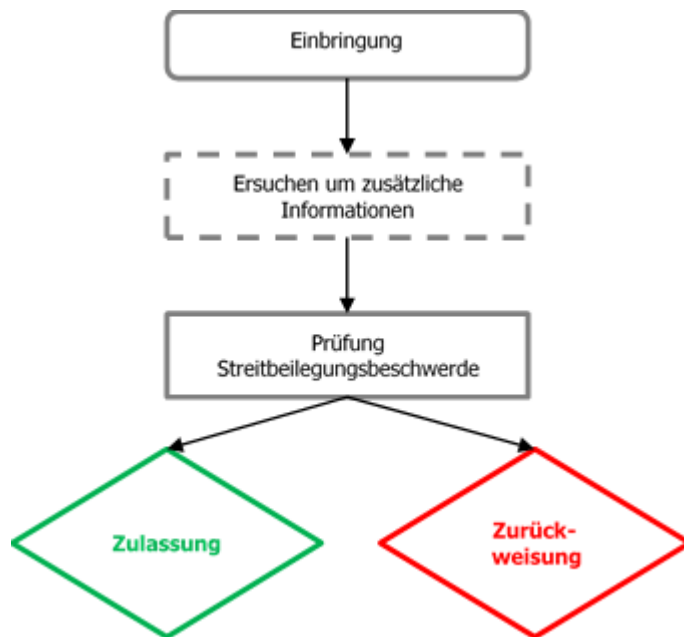 Einbringung
Ersuchen um zusätzliche
Informationen
Prüfung
Streitbeilegungsbeschwerde
Zulassung
Zurück-
weisung